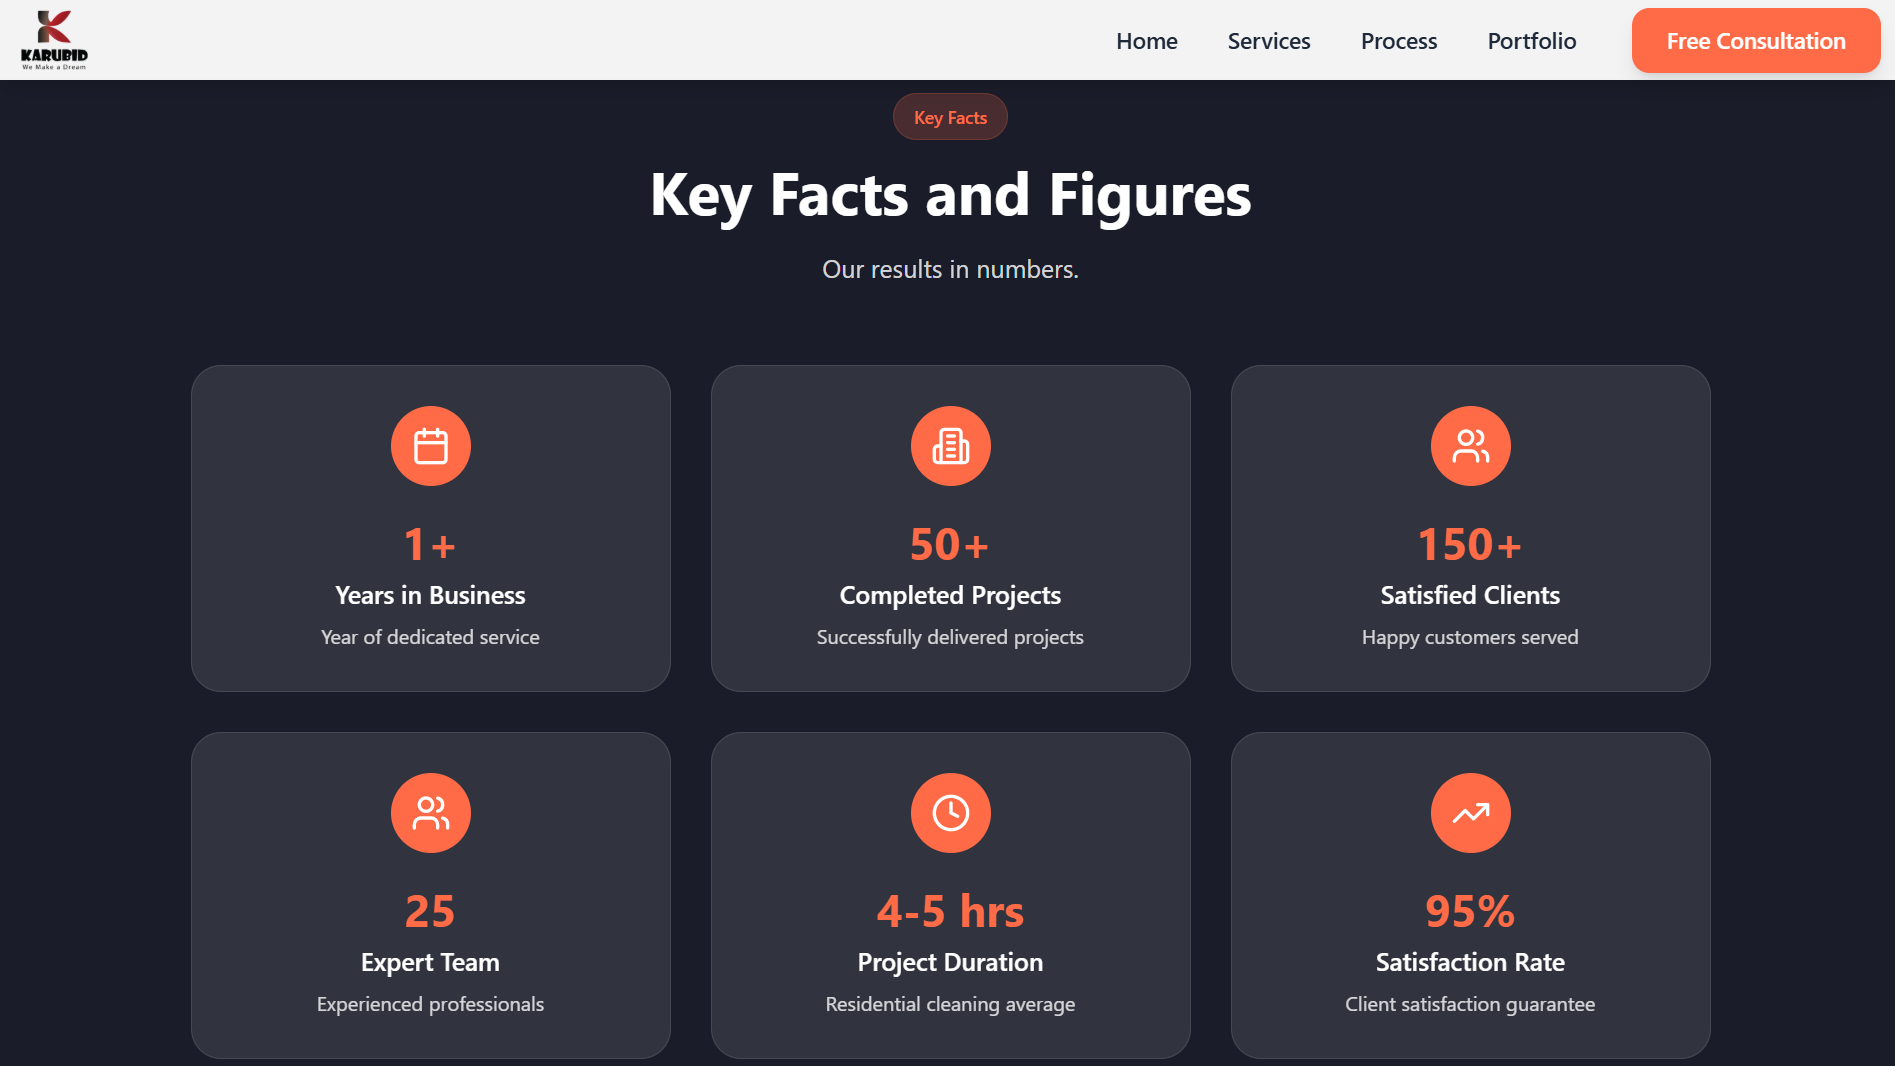 KARUBID
We Make a Dream
Home
Services
Process
Portfolio
Free Consultation
Key Facts
Key Facts and Figures
Our results in numbers.
1+
Years in Business
Year of dedicated service
50+
Completed Projects
Successfully delivered projects
150+
Satisfied Clients
Happy customers served
25
Expert Team
Experienced professionals
4-5 hrs
Project Duration
Residential cleaning average
95%
Satisfaction Rate
Client satisfaction guarantee